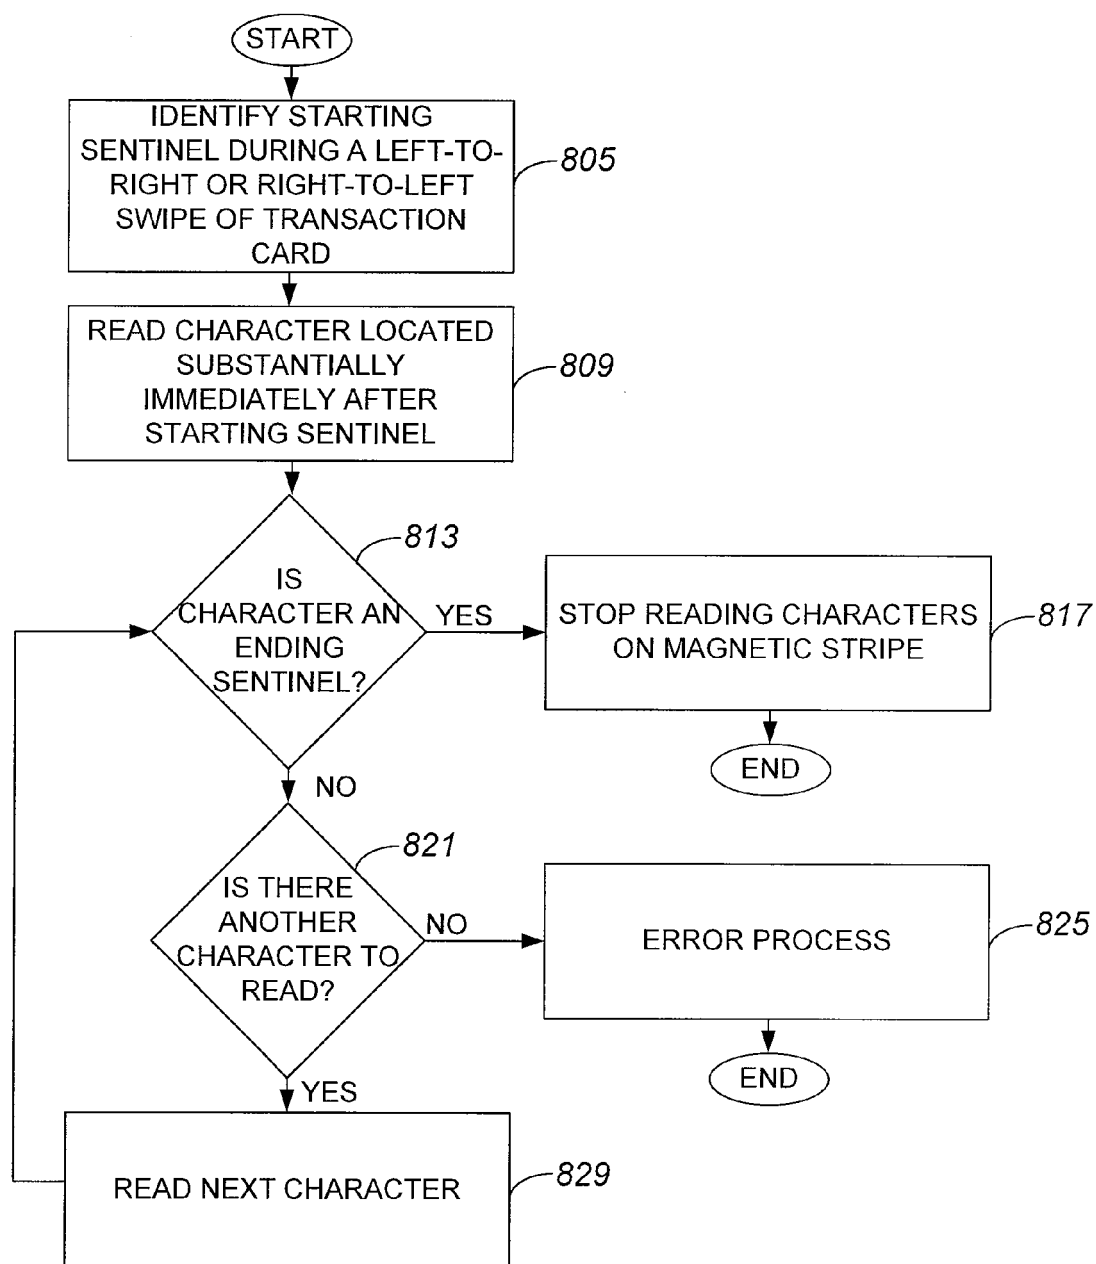 START
IDENTIFY STARTING
SENTINEL DURING A LEFT-TO-
RIGHT OR RIGHT-TO-LEFT
SWIPE OF TRANSACTION
CARD
805
READ CHARACTER LOCATED
SUBSTANTIALLY
IMMEDIATELY AFTER
STARTING SENTINEL
809
813
IS
CHARACTER AN
ENDING
SENTINEL?
YES
STOP READING CHARACTERS
ON MAGNETIC STRIPE
817
END
NO
821
IS THERE
ANOTHER
CHARACTER TO
READ?
NO
ERROR PROCESS
825
END
YES
READ NEXT CHARACTER
829